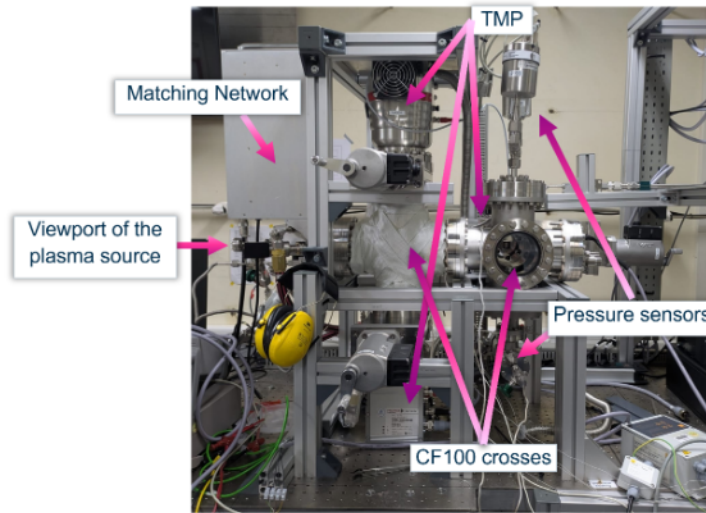 TMP
Matching Network
Viewport of the
plasma source
Pressure sensors
CF100 crosses